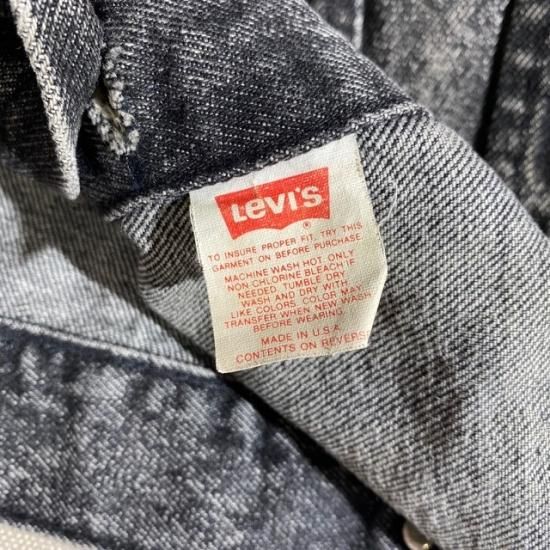 Levi's
®
TO INSURE PROPER FIT, TRY THIS
GARMENT ON BEFORE PURCHASE.
MACHINE WASH HOT ONLY
NON-CHLORINE BLEACH IF
NEEDED. TUMBLE DRY
WASH AND DRY WITH
LIKE COLORS. COLOR MAY
TRANSFER WHEN NEW. WASH
BEFORE WEARING.
MADE IN U.S.A.
CONTENTS ON REVERSE